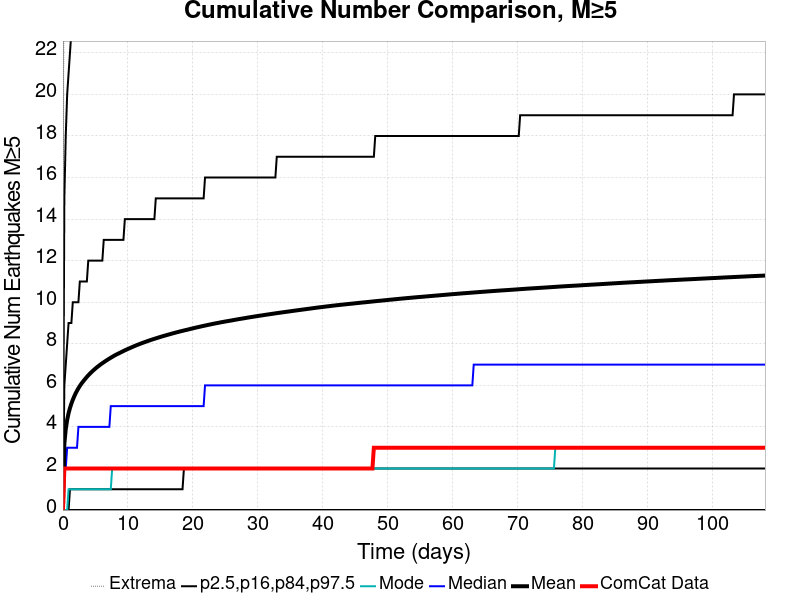 Cumulative Number Comparison, M≥5
Cumulative Num Earthquakes M≥5
22
20
18
16
14
12
10
8
6
4
2
0
0 10 20 30 40 50 60 70 80 90 100
Time (days)
Extrema p2.5,p16,p84,p97.5 Mode Median Mean ComCat Data